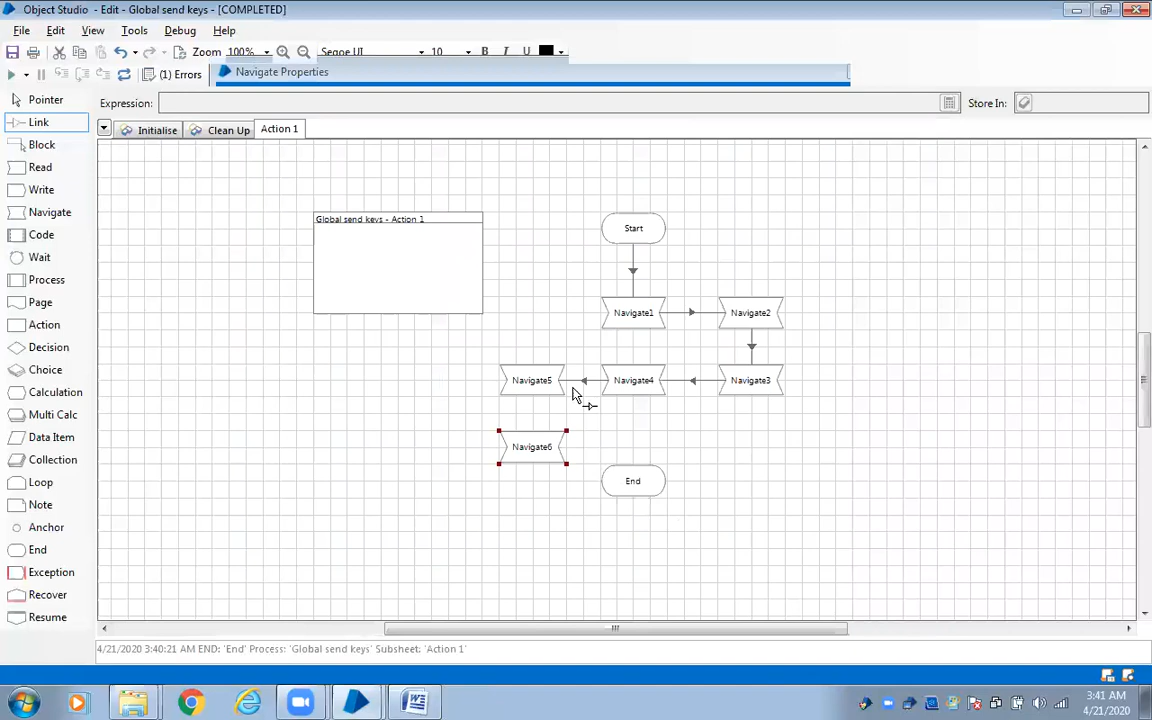 Object Studio - Edit - Global send keys - [COMPLETED]
File Edit View Tools Debug Help
Zoom 100% Segoe UI 10 B I U
(1) Errors Navigate Properties
Expression: Store In:
Pointer
Link
Block
Read
Write
Navigate
Code
Wait
Process
Page
Action
Decision
Choice
Calculation
Multi Calc
Data Item
Collection
Loop
Note
Anchor
End
Exception
Recover
Resume
Initialise Clean Up Action 1
Global send keys - Action 1
Start
Navigate1 Navigate2
Navigate5 Navigate4 Navigate3
Navigate6
End
4/21/2020 3:40:21 AM END: 'End' Process: 'Global send keys' Subsheet: 'Action 1'
3:41 AM
4/21/2020